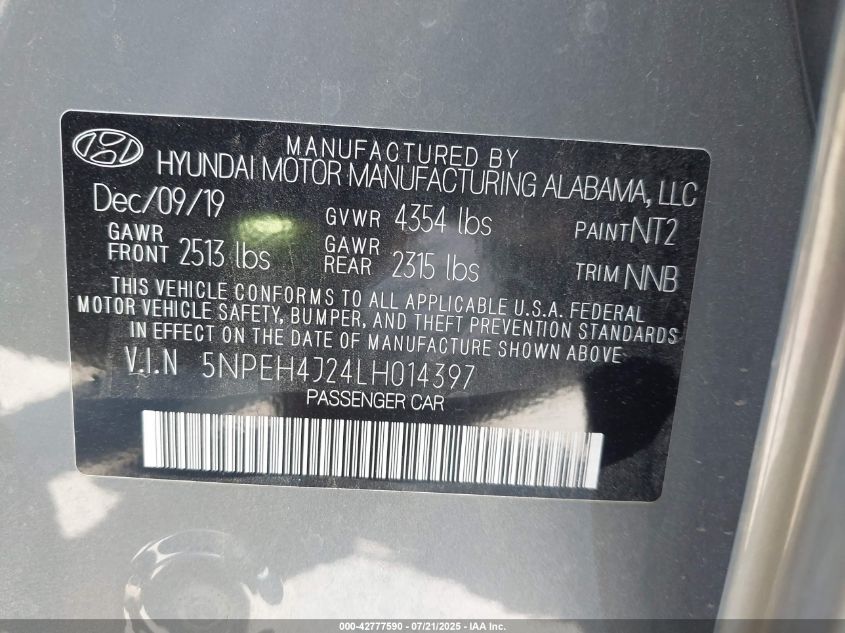 MANUFACTURED BY
HYUNDAI MOTOR MANUFACTURING ALABAMA, LLC
Dec/09/19 GVWR 4354 lbs PAINT NT2
GAWR FRONT 2513 lbs GAWR REAR 2315 lbs TRIM NNB
THIS VEHICLE CONFORMS TO ALL APPLICABLE U.S.A. FEDERAL
MOTOR VEHICLE SAFETY, BUMPER, AND THEFT PREVENTION STANDARDS
IN EFFECT ON THE DATE OF MANUFACTURE SHOWN ABOVE.
V.I.N 5NPEH4J24LH014397
PASSENGER CAR
000-42777590 - 07/21/2025 - IAA Inc.